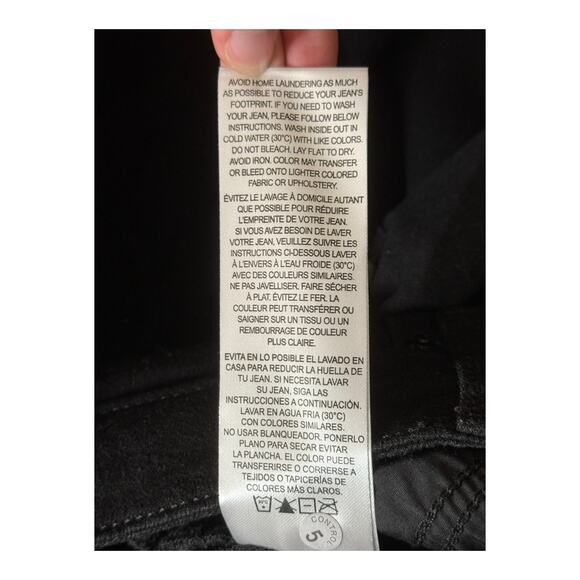 AVOID HOME LAUNDERING AS MUCH
AS POSSIBLE TO REDUCE YOUR JEAN'S
FOOTPRINT. IF YOU NEED TO WASH
YOUR JEAN, PLEASE FOLLOW BELOW
INSTRUCTIONS. WASH INSIDE OUT IN
COLD WATER (30°C) WITH LIKE COLORS.
DO NOT BLEACH. LAY FLAT TO DRY.
AVOID IRON. COLOR MAY TRANSFER
OR BLEED ONTO LIGHTER COLORED
FABRIC OR UPHOLSTERY.
ÉVITEZ LE LAVAGE À DOMICILE AUTANT
QUE POSSIBLE POUR RÉDUIRE
L'EMPREINTE DE VOTRE JEAN.
SI VOUS AVEZ BESOIN DE LAVER
VOTRE JEAN, VEUILLEZ SUIVRE LES
INSTRUCTIONS CI-DESSOUS LAVER
À L'ENVERS À L'EAU FROIDE (30°C)
AVEC DES COULEURS SIMILAIRES.
NE PAS JAVELLISER. FAIRE SÉCHER
À PLAT. ÉVITEZ LE FER. LA
COULEUR PEUT TRANSFÉRER OU
SAIGNER SUR UN TISSU OU UN
REMBOURRAGE DE COULEUR
PLUS CLAIRE.
EVITA EN LO POSIBLE EL LAVADO EN
CASA PARA REDUCIR LA HUELLA DE
TU JEAN. SI NECESITA LAVAR
SU JEAN, SIGA LAS
INSTRUCCIONES A CONTINUACIÓN.
LAVAR EN AGUA FRIA (30°C)
CON COLORES SIMILARES.
NO USAR BLANQUEADOR. PONERLO
PLANO PARA SECAR EVITAR
LA PLANCHA. EL COLOR PUEDE
TRANSFERIRSE O CORRERSE A
TEJIDOS O TAPICERÍAS DE
COLORES MÁS CLAROS.
30°C
CONTROL
5